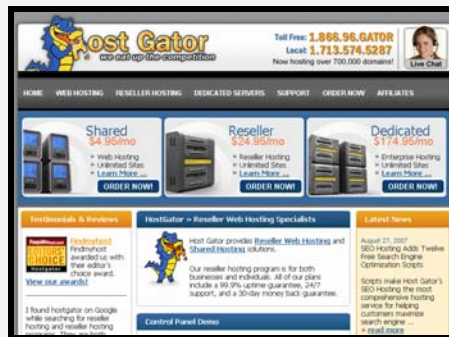 Host Gator
we eat up the competition
Toll Free: 1.866.96.GATOR
Local: 1.713.574.5287
Now hosting over 700,000 domains!
Live Chat
HOME WEB HOSTING RESELLER HOSTING DEDICATED SERVERS SUPPORT ORDER NOW AFFILIATES
Shared
$4.95/mo
» Web Hosting
» Unlimited Sites
» Learn More ...
ORDER NOW!
Reseller
$24.95/mo
» Reseller Hosting
» Unlimited Sites
» Learn More ...
ORDER NOW!
Dedicated
$174.95/mo
» Enterprise Hosting
» Unlimited Sites
» Learn More ...
ORDER NOW!
Testimonials & Reviews
FindMyHost
EDITORS'
CHOICE
Hostgator
Findmyhost
awarded us with
their editor's
choice award.
View our awards!
I found hostgator on Google
while searching for reseller
hosting and reseller hosting
programs. They are both
HostGator » Reseller Web Hosting Specialists
Host Gator provides Reseller Web Hosting and
Shared Hosting solutions.
Our reseller hosting program is for both
businesses and individuals. All of our plans
include a 99.9% uptime guarantee, 24/7
support, and a 30-day money back guarantee.
Control Panel Demo
Latest News
August 27, 2007
SEO Hosting Adds Twelve
Free Search Engine
Optimization Scripts
Scripts make Host Gator's
SEO Hosting the most
comprehensive hosting
service for helping
customers maximize
search engine ...
» read more